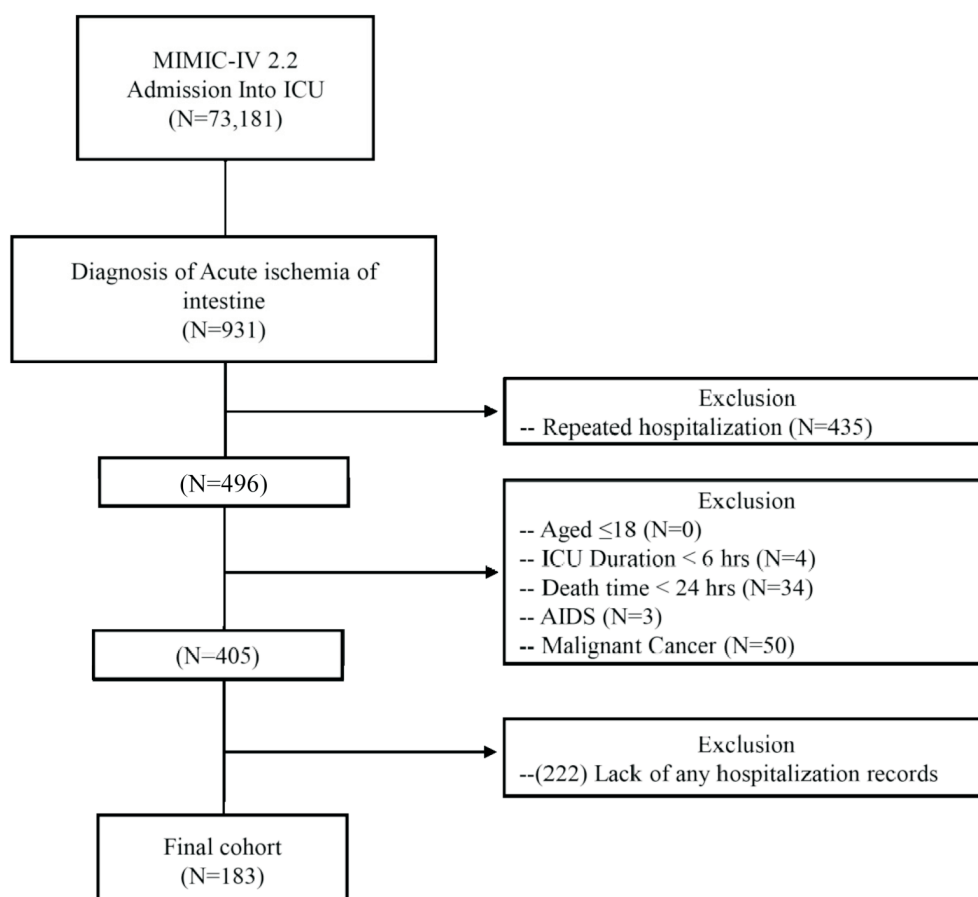 MIMIC-IV 2.2
Admission Into ICU
(N=73,181)
Diagnosis of Acute ischemia of
intestine
(N=931)
Exclusion
-- Repeated hospitalization (N=435)
(N=496)
Exclusion
-- Aged ≤18 (N=0)
-- ICU Duration < 6 hrs (N=4)
-- Death time < 24 hrs (N=34)
-- AIDS (N=3)
-- Malignant Cancer (N=50)
(N=405)
Exclusion
--(222) Lack of any hospitalization records
Final cohort
(N=183)